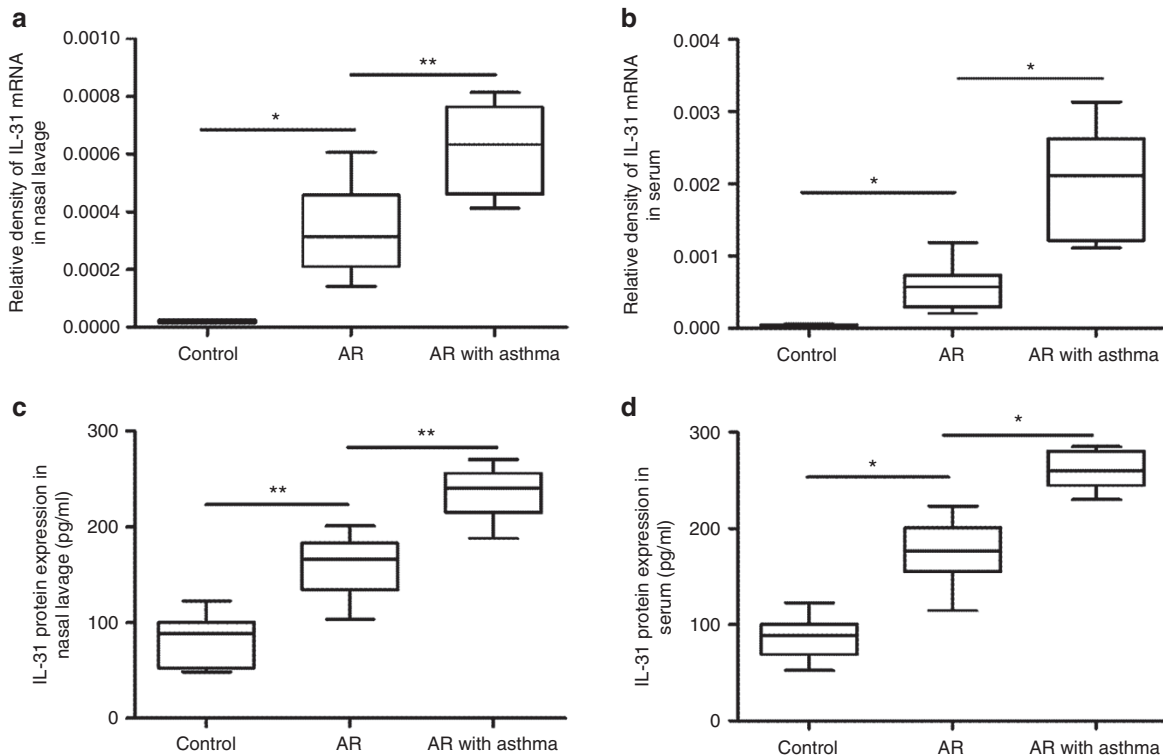 a
Relative density of IL-31 mRNA
in nasal lavage
0.0010
0.0008
0.0006
0.0004
0.0002
0.0000
*
**
Control
AR
AR with asthma
b
Relative density of IL-31 mRNA
in serum
0.004
0.003
0.002
0.001
0.000
*
*
Control
AR
AR with asthma
c
IL-31 protein expression in
nasal lavage (pg/ml)
300
200
100
0
**
**
Control
AR
AR with asthma
d
IL-31 protein expression in
serum (pg/ml)
300
200
100
0
*
*
Control
AR
AR with asthma